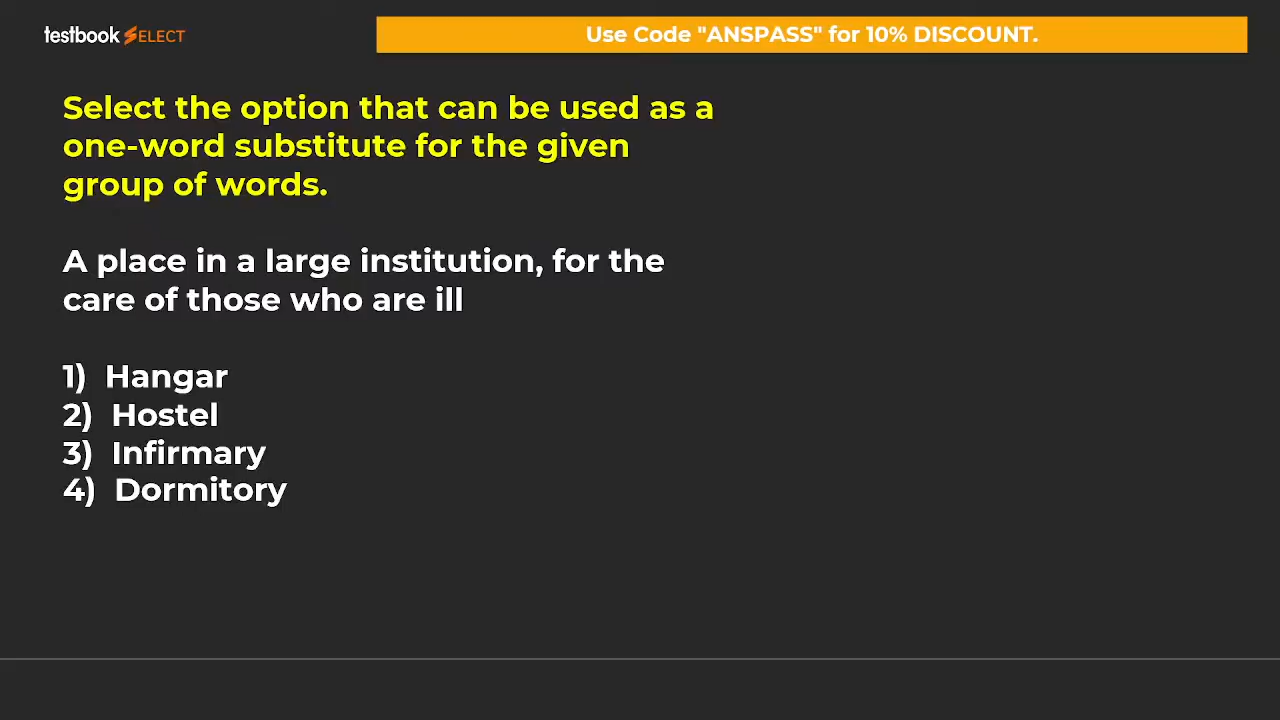 testbook SELECT
Use Code "ANSPASS" for 10% DISCOUNT.
Select the option that can be used as a
one-word substitute for the given
group of words.
A place in a large institution, for the
care of those who are ill
1) Hangar
2) Hostel
3) Infirmary
4) Dormitory